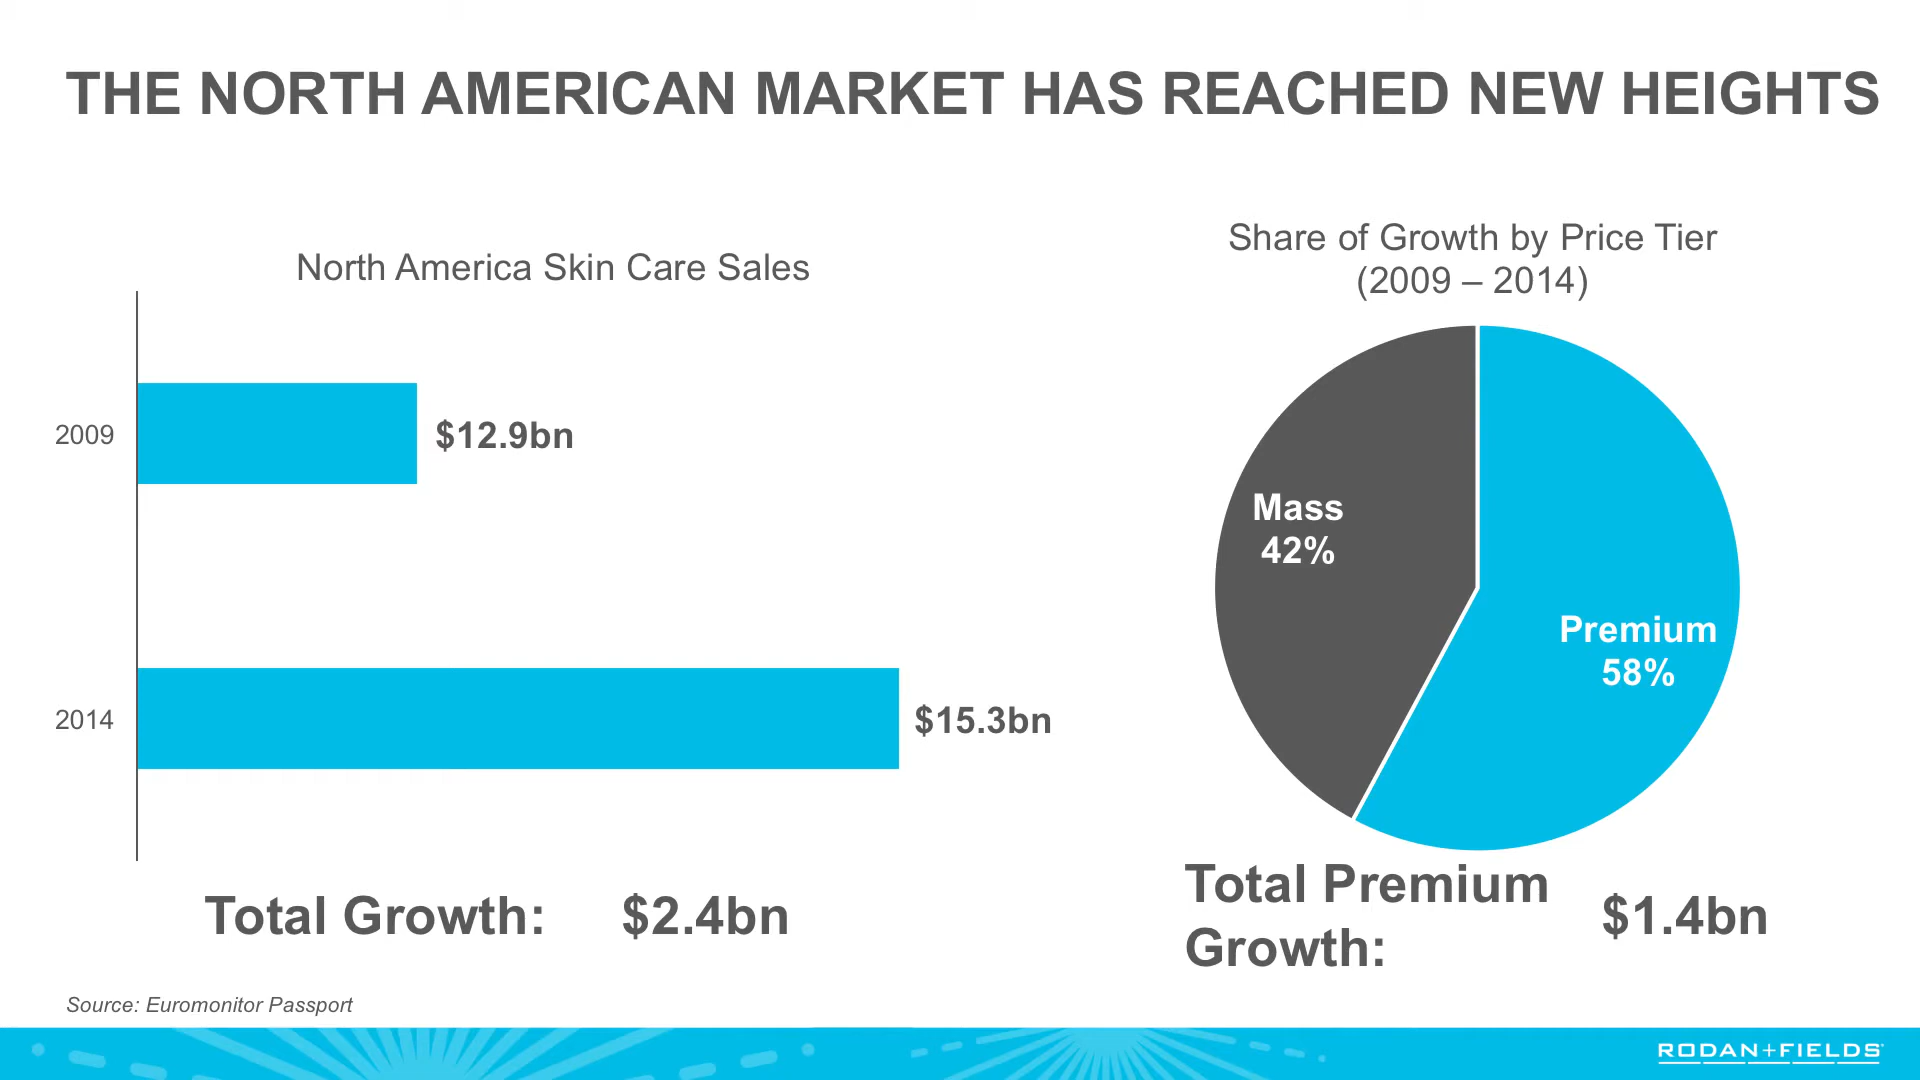 THE NORTH AMERICAN MARKET HAS REACHED NEW HEIGHTS
North America Skin Care Sales
2009
$12.9bn
2014
$15.3bn
Total Growth: $2.4bn
Share of Growth by Price Tier
(2009 – 2014)
Mass
42%
Premium
58%
Total Premium
Growth:
$1.4bn
Source: Euromonitor Passport
RODAN+FIELDS